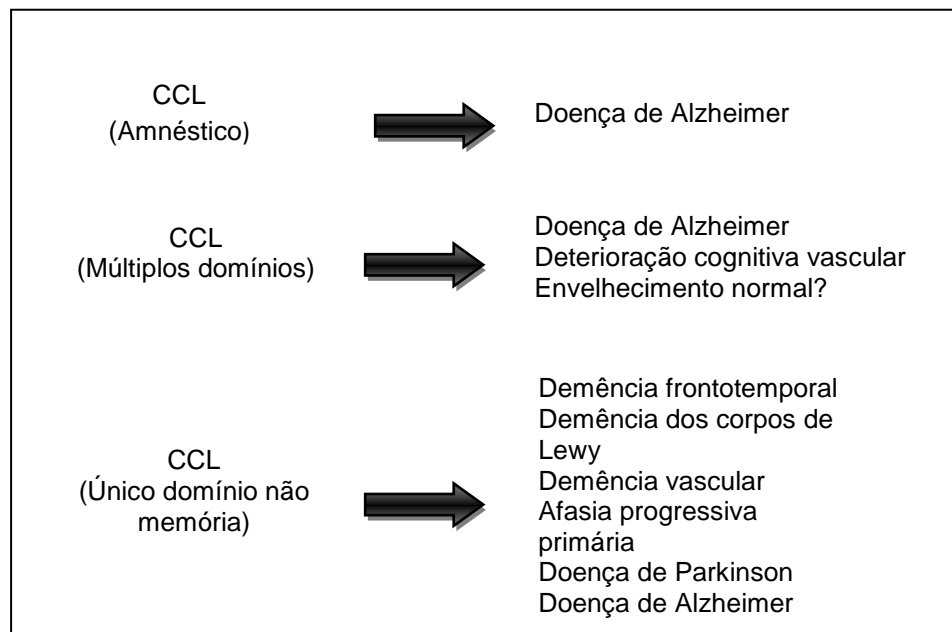 CCL
(Amnéstico)
Doença de Alzheimer
CCL
(Múltiplos domínios)
Doença de Alzheimer
Deterioração cognitiva vascular
Envelhecimento normal?
CCL
(Único domínio não
memória)
Demência frontotemporal
Demência dos corpos de
Lewy
Demência vascular
Afasia progressiva
primária
Doença de Parkinson
Doença de Alzheimer